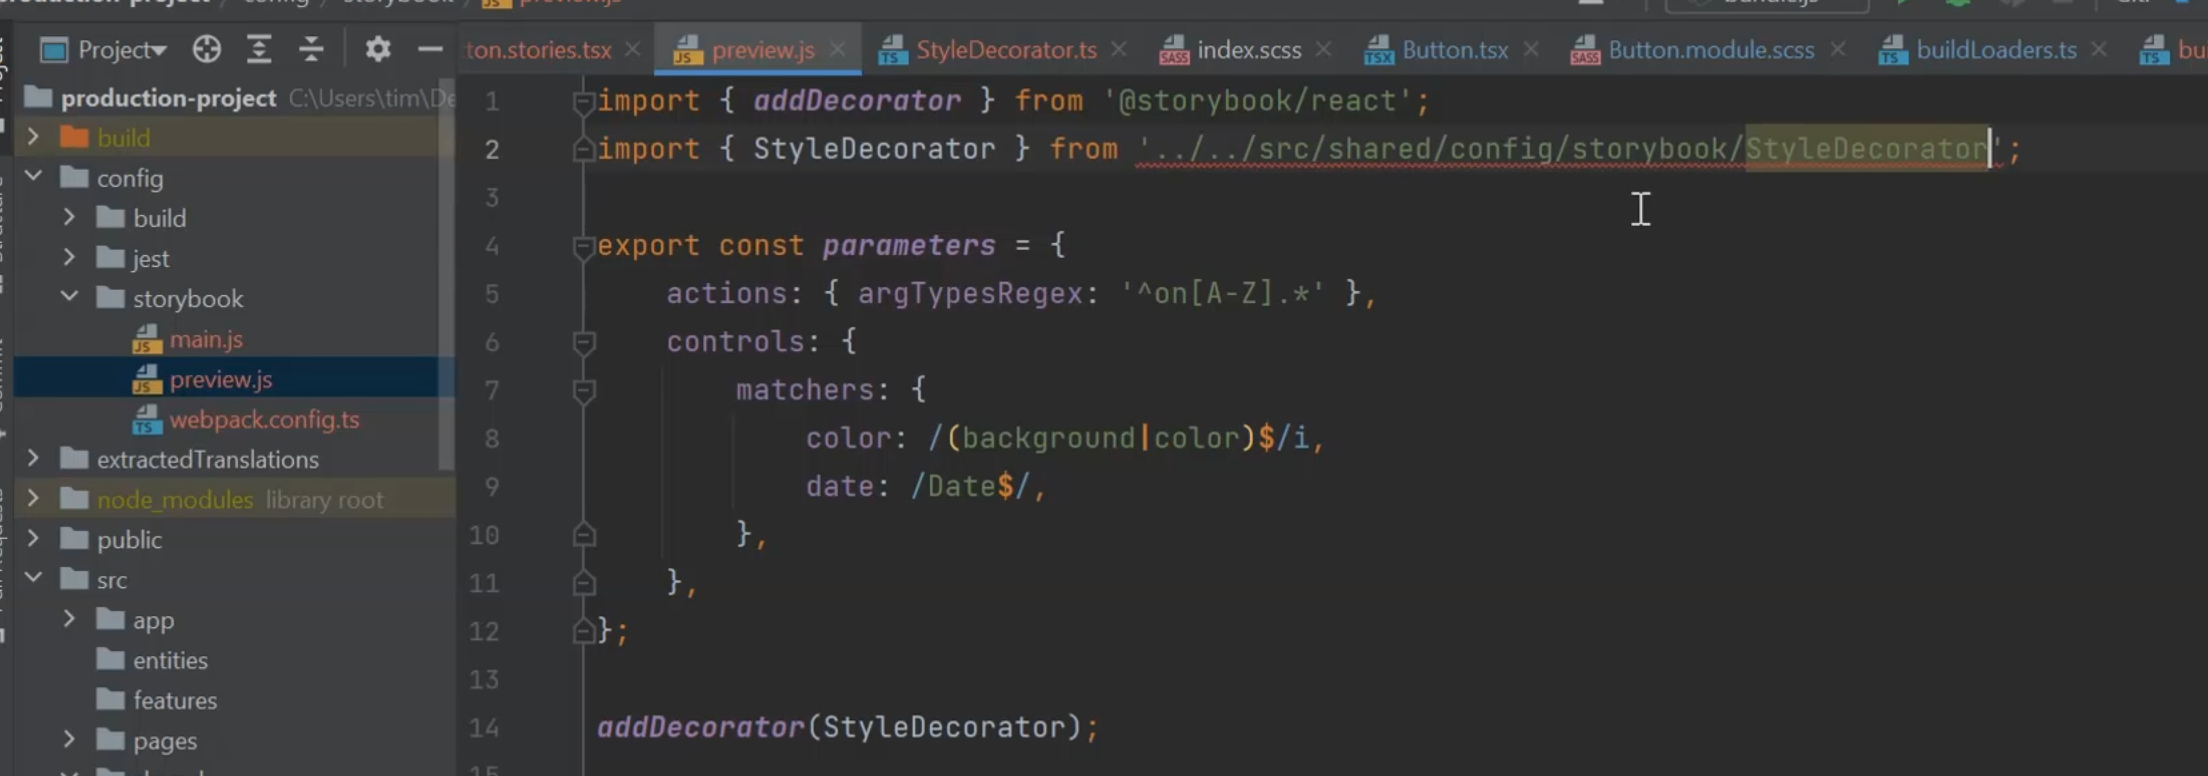 production-project config storybook preview.js
Project
ton.stories.tsx preview.js StyleDecorator.ts index.scss Button.tsx Button.module.scss buildLoaders.ts
production-project C:\Users\tim\De
build
config
build
jest
storybook
main.js
preview.js
webpack.config.ts
extractedTranslations
node_modules library root
public
src
app
entities
features
pages
1 import { addDecorator } from '@storybook/react';
2 import { StyleDecorator } from '../../src/shared/config/storybook/StyleDecorator';
3
4 export const parameters = {
5 actions: { argTypesRegex: '^on[A-Z].*' },
6 controls: {
7 matchers: {
8 color: /(background|color)$/i,
9 date: /Date$/,
10 },
11 },
12 };
13
14 addDecorator(StyleDecorator);
15